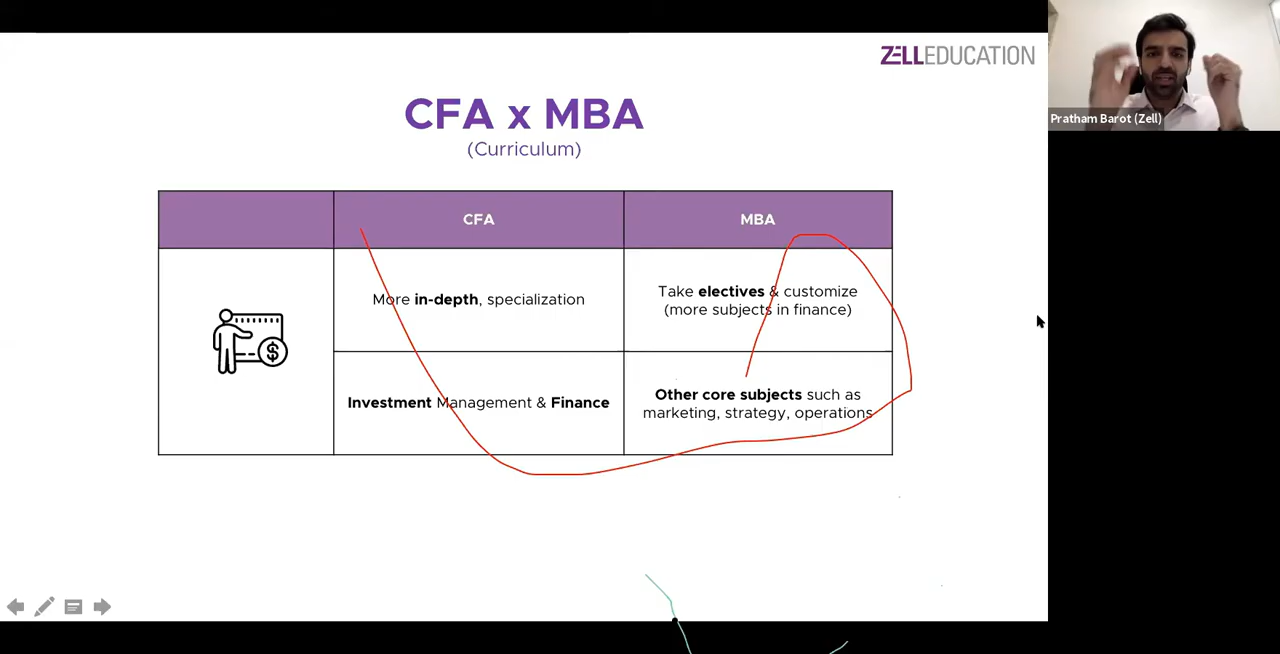 ZELLEDUCATION
CFA x MBA
(Curriculum)
Pratham Barot (Zell)
CFA
MBA
More in-depth, specialization
Take electives & customize
(more subjects in finance)
Investment Management & Finance
Other core subjects such as
marketing, strategy, operations
$